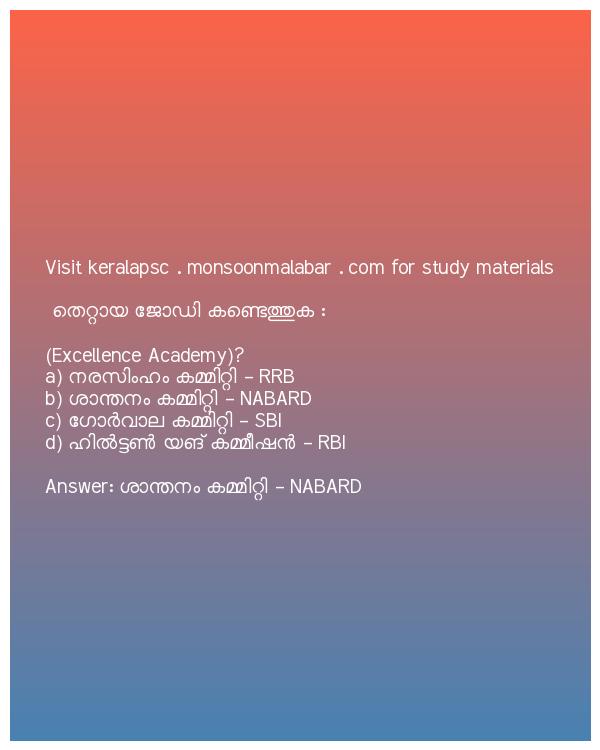 Visit keralapsc . monsoonmalabar . com for study materials
തെറ്റായ ജോഡി കണ്ടെത്തുക :
(Excellence Academy)?
a) നരസിംഹം കമ്മിറ്റി – RRB
b) ശാന്തനം കമ്മിറ്റി – NABARD
c) ഗോർവാല കമ്മിറ്റി – SBI
d) ഹിൽട്ടൺ യങ് കമ്മീഷൻ – RBI
Answer: ശാന്തനം കമ്മിറ്റി – NABARD